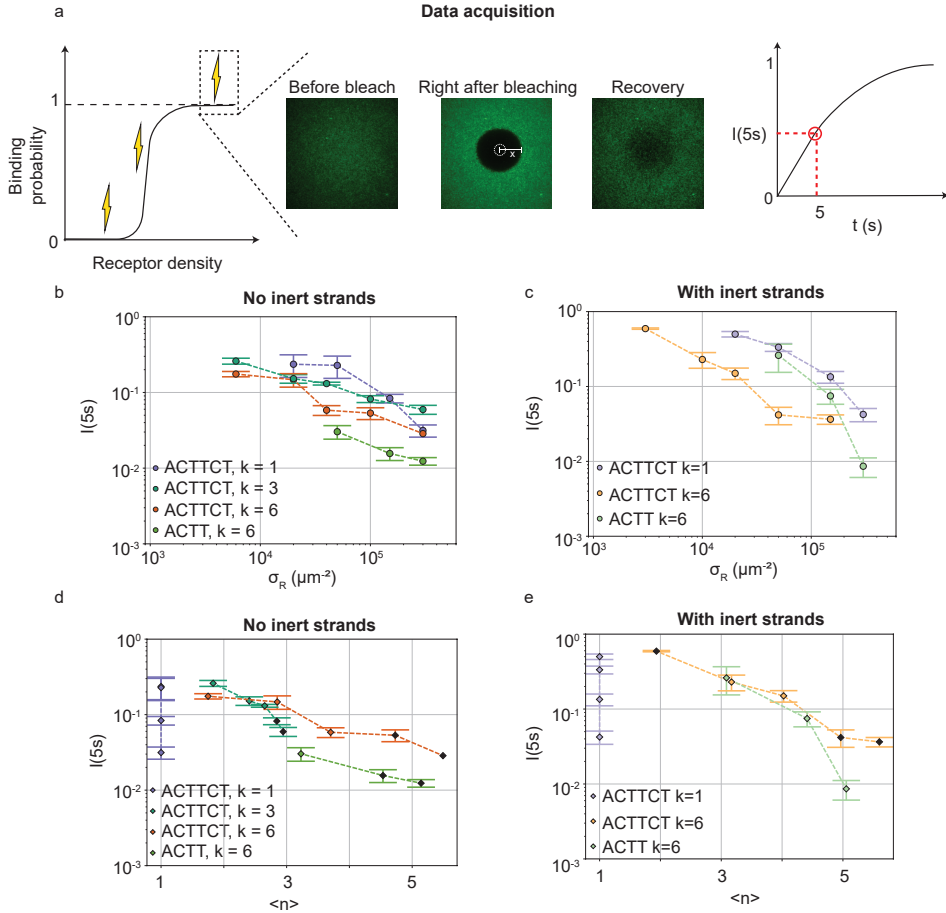 a
Data acquisition
Binding probability
1
0
Receptor density
Before bleach
Right after bleaching
Recovery
x
1
I(5s)
0
5
t (s)
b
No inert strands
I(5s)
10⁰
10⁻¹
10⁻²
10⁻³
ACTTCT, k = 1
ACTTCT, k = 3
ACTTCT, k = 6
ACTT, k = 6
10³
10⁴
10⁵
σ_R (μm⁻²)
c
With inert strands
I(5s)
10⁰
10⁻¹
10⁻²
10⁻³
ACTTCT k=1
ACTTCT k=6
ACTT k=6
10³
10⁴
10⁵
σ_R (μm⁻²)
d
No inert strands
I(5s)
10⁰
10⁻¹
10⁻²
10⁻³
ACTTCT, k = 1
ACTTCT, k = 3
ACTTCT, k = 6
ACTT, k = 6
1
3
5
<n>
e
With inert strands
I(5s)
10⁰
10⁻¹
10⁻²
10⁻³
ACTTCT k=1
ACTTCT k=6
ACTT k=6
1
3
5
<n>